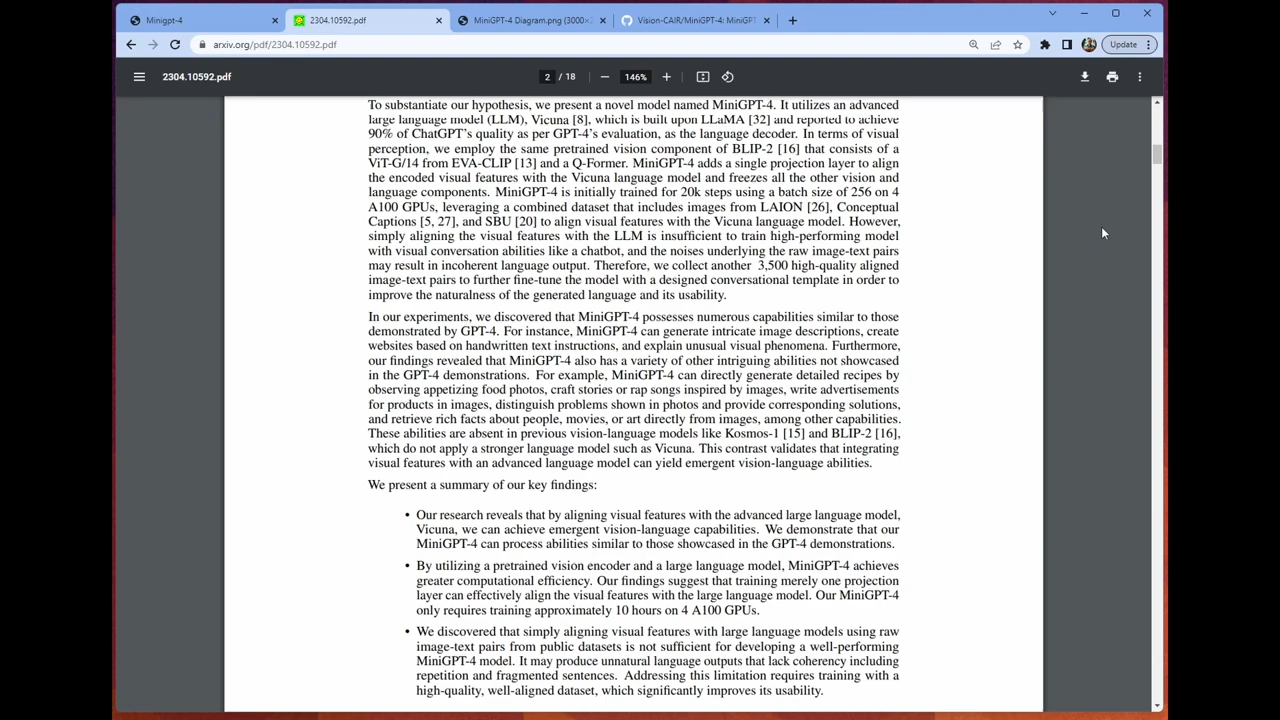 Minigpt-4
2304.10592.pdf
MiniGPT-4 Diagram.png (3000×2
Vision-CAIR/MiniGPT-4: MiniGPT
arxiv.org/pdf/2304.10592.pdf
Update
2304.10592.pdf
2 / 18
146%
To substantiate our hypothesis, we present a novel model named MiniGPT-4. It utilizes an advanced
large language model (LLM), Vicuna [8], which is built upon LLaMA [32] and reported to achieve
90% of ChatGPT's quality as per GPT-4's evaluation, as the language decoder. In terms of visual
perception, we employ the same pretrained vision component of BLIP-2 [16] that consists of a
ViT-G/14 from EVA-CLIP [13] and a Q-Former. MiniGPT-4 adds a single projection layer to align
the encoded visual features with the Vicuna language model and freezes all the other vision and
language components. MiniGPT-4 is initially trained for 20k steps using a batch size of 256 on 4
A100 GPUs, leveraging a combined dataset that includes images from LAION [26], Conceptual
Captions [5, 27], and SBU [20] to align visual features with the Vicuna language model. However,
simply aligning the visual features with the LLM is insufficient to train high-performing model
with visual conversation abilities like a chatbot, and the noises underlying the raw image-text pairs
may result in incoherent language output. Therefore, we collect another 3,500 high-quality aligned
image-text pairs to further fine-tune the model with a designed conversational template in order to
improve the naturalness of the generated language and its usability.
In our experiments, we discovered that MiniGPT-4 possesses numerous capabilities similar to those
demonstrated by GPT-4. For instance, MiniGPT-4 can generate intricate image descriptions, create
websites based on handwritten text instructions, and explain unusual visual phenomena. Furthermore,
our findings revealed that MiniGPT-4 also has a variety of other intriguing abilities not showcased
in the GPT-4 demonstrations. For example, MiniGPT-4 can directly generate detailed recipes by
observing appetizing food photos, craft stories or rap songs inspired by images, write advertisements
for products in images, distinguish problems shown in photos and provide corresponding solutions,
and retrieve rich facts about people, movies, or art directly from images, among other capabilities.
These abilities are absent in previous vision-language models like Kosmos-1 [15] and BLIP-2 [16],
which do not apply a stronger language model such as Vicuna. This contrast validates that integrating
visual features with an advanced language model can yield emergent vision-language abilities.
We present a summary of our key findings:
• Our research reveals that by aligning visual features with the advanced large language model,
Vicuna, we can achieve emergent vision-language capabilities. We demonstrate that our
MiniGPT-4 can process abilities similar to those showcased in the GPT-4 demonstrations.
• By utilizing a pretrained vision encoder and a large language model, MiniGPT-4 achieves
greater computational efficiency. Our findings suggest that training merely one projection
layer can effectively align the visual features with the large language model. Our MiniGPT-4
only requires training approximately 10 hours on 4 A100 GPUs.
• We discovered that simply aligning visual features with large language models using raw
image-text pairs from public datasets is not sufficient for developing a well-performing
MiniGPT-4 model. It may produce unnatural language outputs that lack coherency including
repetition and fragmented sentences. Addressing this limitation requires training with a
high-quality, well-aligned dataset, which significantly improves its usability.